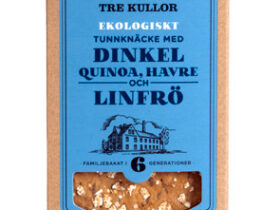 TRE KULLOR
EKOLOGISKT
TUNNKNÄCKE MED
DINKEL
QUINOA, HAVRE
OCH
LINFRÖ
FAMILJEBAKAT I 6 GENERATIONER